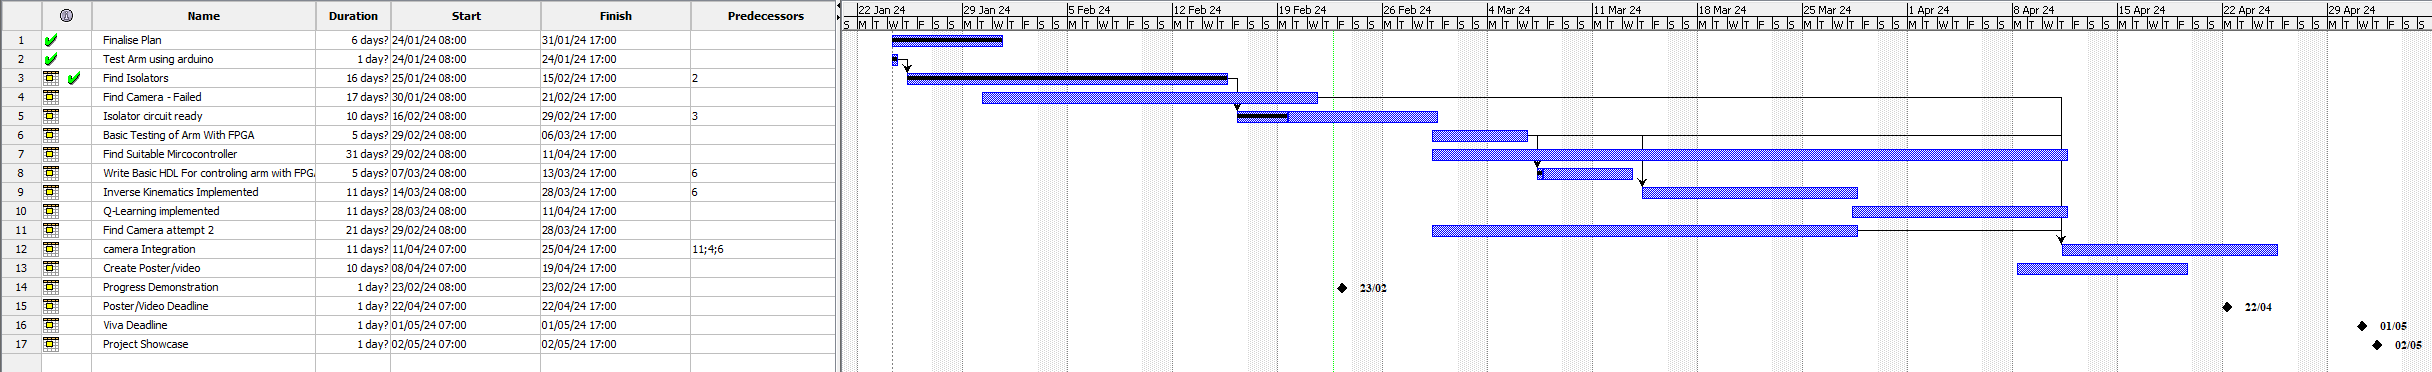 Name Duration Start Finish Predecessors
22 Jan 24 29 Jan 24 5 Feb 24 12 Feb 24 19 Feb 24 26 Feb 24 4 Mar 24 11 Mar 24 18 Mar 24 25 Mar 24 1 Apr 24 8 Apr 24 15 Apr 24 22 Apr 24 29 Apr 24
S M T W T F S S M T W T F S S M T W T F S S M T W T F S S M T W T F S S M T W T F S S M T W T F S S M T W T F S S M T W T F S S M T W T F S S M T W T F S S M T W T F S S M T W T F S S M T W T F S S M T W T F S S
1 Finalise Plan 6 days? 24/01/24 08:00 31/01/24 17:00
2 Test Arm using arduino 1 day? 24/01/24 08:00 24/01/24 17:00
3 Find Isolators 16 days? 25/01/24 08:00 15/02/24 17:00 2
4 Find Camera - Failed 17 days? 30/01/24 08:00 21/02/24 17:00
5 Isolator circuit ready 10 days? 16/02/24 08:00 29/02/24 17:00 3
6 Basic Testing of Arm With FPGA 5 days? 29/02/24 08:00 06/03/24 17:00
7 Find Suitable Mircocontroller 31 days? 29/02/24 08:00 11/04/24 17:00
8 Write Basic HDL For controling arm with FPG 5 days? 07/03/24 08:00 13/03/24 17:00 6
9 Inverse Kinematics Implemented 11 days? 14/03/24 08:00 28/03/24 17:00 6
10 Q-Learning implemented 11 days? 28/03/24 08:00 11/04/24 17:00
11 Find Camera attempt 2 21 days? 29/02/24 08:00 28/03/24 17:00
12 camera Integration 11 days? 11/04/24 07:00 25/04/24 17:00 11;4;6
13 Create Poster/video 10 days? 08/04/24 07:00 19/04/24 17:00
14 Progress Demonstration 1 day? 23/02/24 08:00 23/02/24 17:00 23/02
15 Poster/Video Deadline 1 day? 22/04/24 07:00 22/04/24 17:00 22/04
16 Viva Deadline 1 day? 01/05/24 07:00 01/05/24 17:00 01/05
17 Project Showcase 1 day? 02/05/24 07:00 02/05/24 17:00 02/05